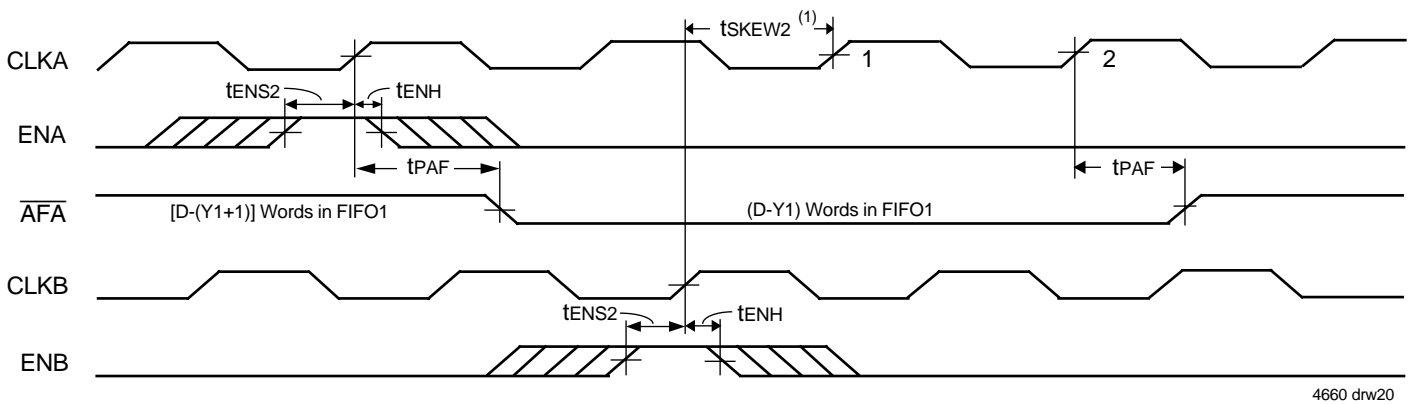 tSKEW2 (1)
CLKA
1
2
tENS2
tENH
ENA
tPAF
tPAF
AFA
[D-(Y1+1)] Words in FIFO1
(D-Y1) Words in FIFO1
CLKB
tENS2
tENH
ENB
4660 drw20